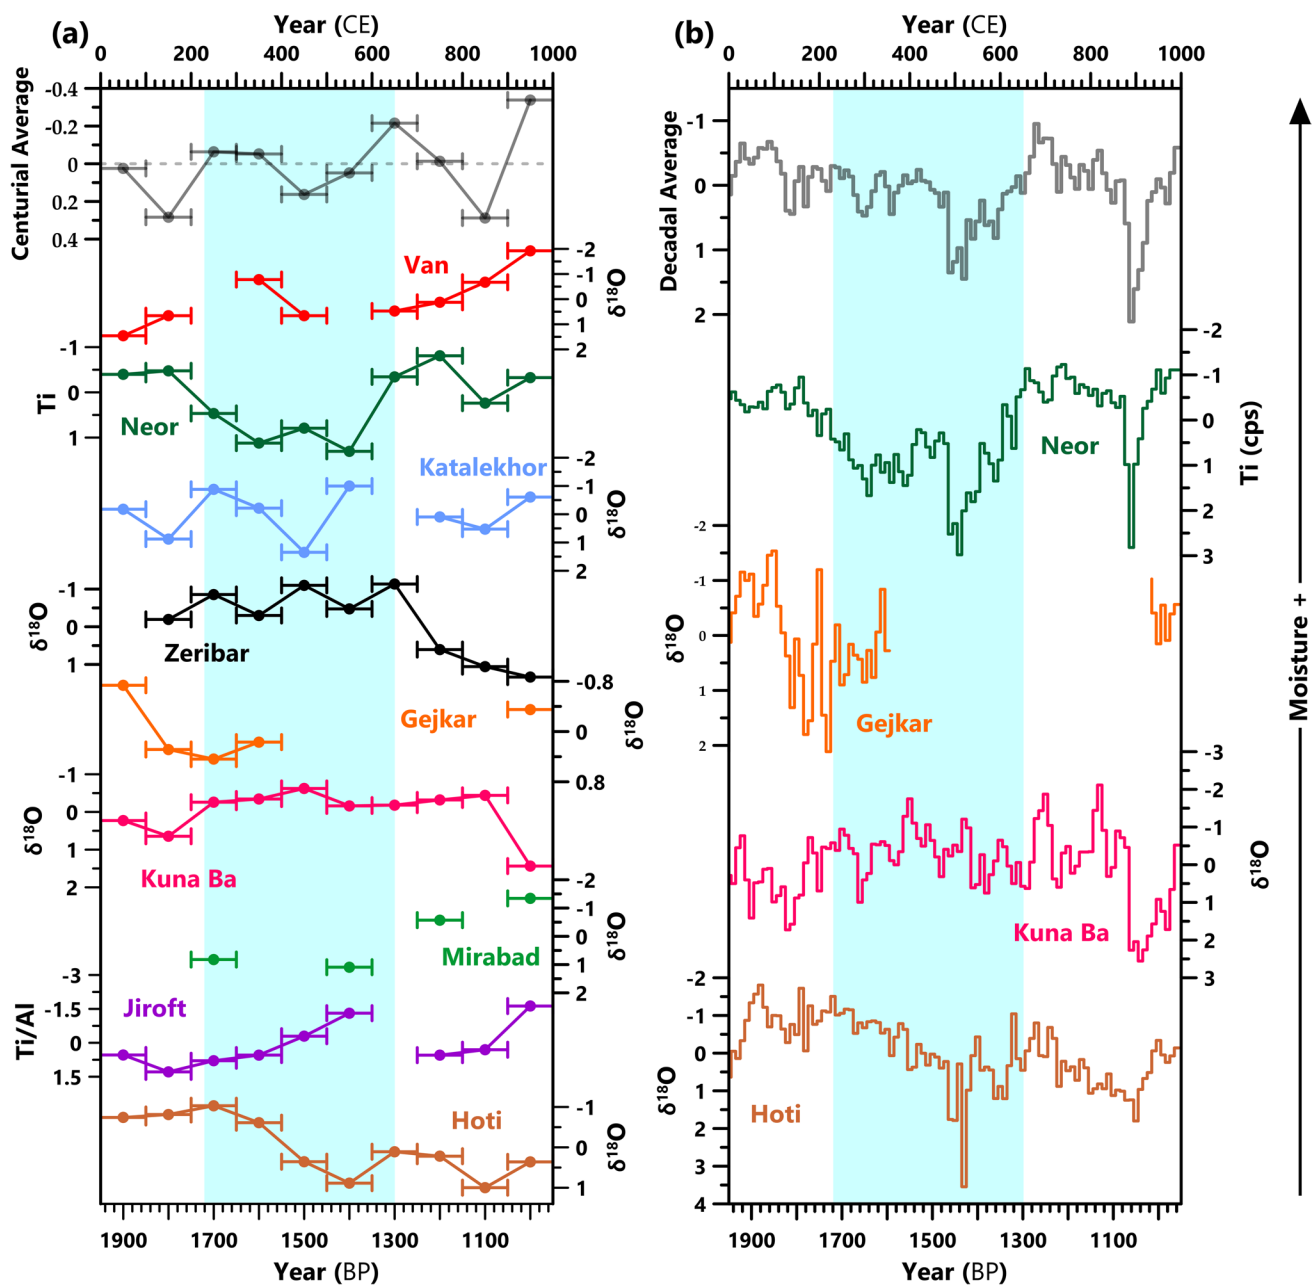 (a)
Year (CE)
0 200 400 600 800 1000
Centurial Average
-0.4
-0.2
0
0.2
0.4
Van
-2
-1
0
1
2
δ¹⁸O
Ti
-1
0
1
Neor
Katalekhor
-2
-1
0
1
2
δ¹⁸O
δ¹⁸O
-1
0
1
Zeribar
Gejkar
-0.8
0
0.8
δ¹⁸O
δ¹⁸O
-1
0
1
2
Kuna Ba
Mirabad
-2
-1
0
1
2
δ¹⁸O
Ti/Al
-3
-1.5
0
1.5
Jiroft
Hoti
-1
0
1
δ¹⁸O
1900 1700 1500 1300 1100
Year (BP)
(b)
Year (CE)
0 200 400 600 800 1000
Decadal Average
-1
0
1
2
Neor
-2
-1
0
1
2
3
Ti (cps)
δ¹⁸O
-2
-1
0
1
2
Gejkar
Kuna Ba
-3
-2
-1
0
1
2
3
δ¹⁸O
δ¹⁸O
-2
-1
0
1
2
3
4
Hoti
1900 1700 1500 1300 1100
Year (BP)
Moisture +